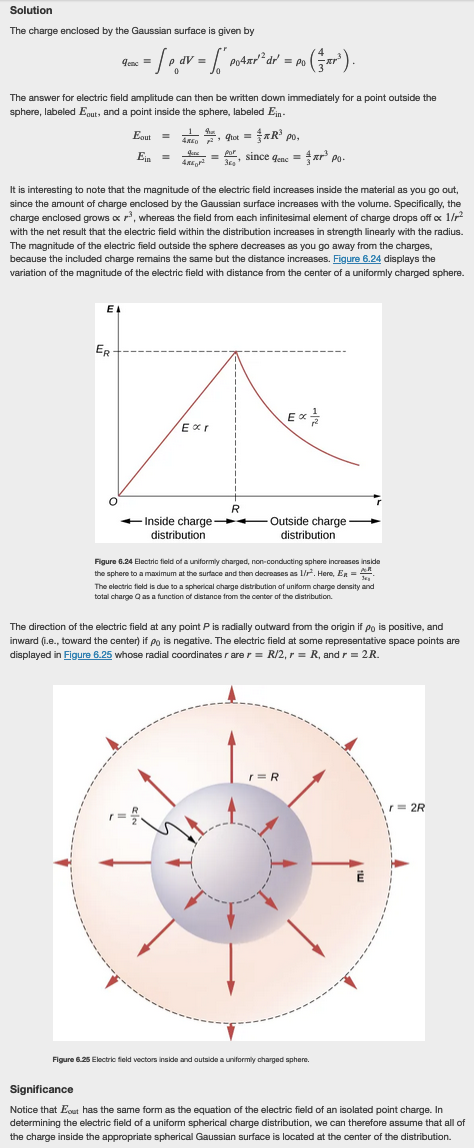 Solution
The charge enclosed by the Gaussian surface is given by
q_enc = ∫ ρ_0 dV = ∫_0^r ρ_0 4πr′² dr′ = ρ_0 (4/3 πr³).
The answer for electric field amplitude can then be written down immediately for a point outside the
sphere, labeled E_out, and a point inside the sphere, labeled E_in.
E_out = 1/4πϵ_0 q_tot/r², q_tot = 4/3 πR³ ρ_0,
E_in = q_enc/4πϵ_0r² = ρ_0r/3ϵ_0, since q_enc = 4/3 πr³ ρ_0.
It is interesting to note that the magnitude of the electric field increases inside the material as you go out,
since the amount of charge enclosed by the Gaussian surface increases with the volume. Specifically, the
charge enclosed grows ∝ r³, whereas the field from each infinitesimal element of charge drops off ∝ 1/r²
with the net result that the electric field within the distribution increases in strength linearly with the radius.
The magnitude of the electric field outside the sphere decreases as you go away from the charges,
because the included charge remains the same but the distance increases. Figure 6.24 displays the
variation of the magnitude of the electric field with distance from the center of a uniformly charged sphere.
E
E_R
E ∝ r
E ∝ 1/r²
O
R
r
Inside charge distribution
Outside charge distribution
Figure 6.24 Electric field of a uniformly charged, non-conducting sphere increases inside
the sphere to a maximum at the surface and then decreases as 1/r². Here, E_R = ρ_0R/3ϵ_0.
The electric field is due to a spherical charge distribution of uniform charge density and
total charge Q as a function of distance from the center of the distribution.
The direction of the electric field at any point P is radially outward from the origin if ρ_0 is positive, and
inward (i.e., toward the center) if ρ_0 is negative. The electric field at some representative space points are
displayed in Figure 6.25 whose radial coordinates r are r = R/2, r = R, and r = 2R.
r = R
r = R/2
r = 2R
E⃗
Figure 6.25 Electric field vectors inside and outside a uniformly charged sphere.
Significance
Notice that E_out has the same form as the equation of the electric field of an isolated point charge. In
determining the electric field of a uniform spherical charge distribution, we can therefore assume that all of
the charge inside the appropriate spherical Gaussian surface is located at the center of the distribution.